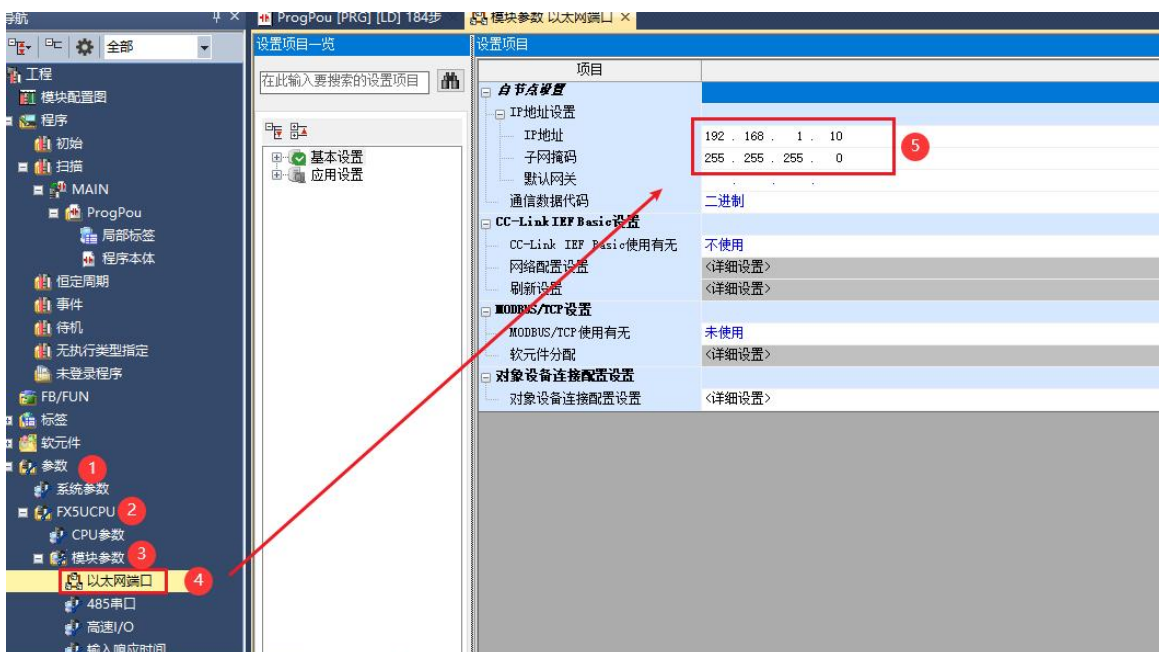 导航
ProgPou [PRG] [LD] 184步
模块参数 以太网端口
全部
工程
模块配置图
程序
初始
扫描
MAIN
ProgPou
局部标签
程序本体
恒定周期
事件
待机
无执行类型指定
未登录程序
FB/FUN
标签
软元件
参数 1
系统参数
FX5UCPU 2
CPU参数
模块参数 3
以太网端口 4
485串口
高速I/O
输入响应时间
设置项目一览
在此输入要搜索的设置项目
基本设置
应用设置
设置项目
项目
自节点设置
IP地址设置
IP地址 192 . 168 . 1 . 10
5
子网掩码 255 . 255 . 255 . 0
默认网关 . . .
通信数据代码 二进制
CC-Link IEF Basic设置
CC-Link IEF Basic使用有无 不使用
网络配置设置 <详细设置>
刷新设置 <详细设置>
MODBUS/TCP设置
MODBUS/TCP使用有无 未使用
软元件分配 <详细设置>
对象设备连接配置设置
对象设备连接配置设置 <详细设置>